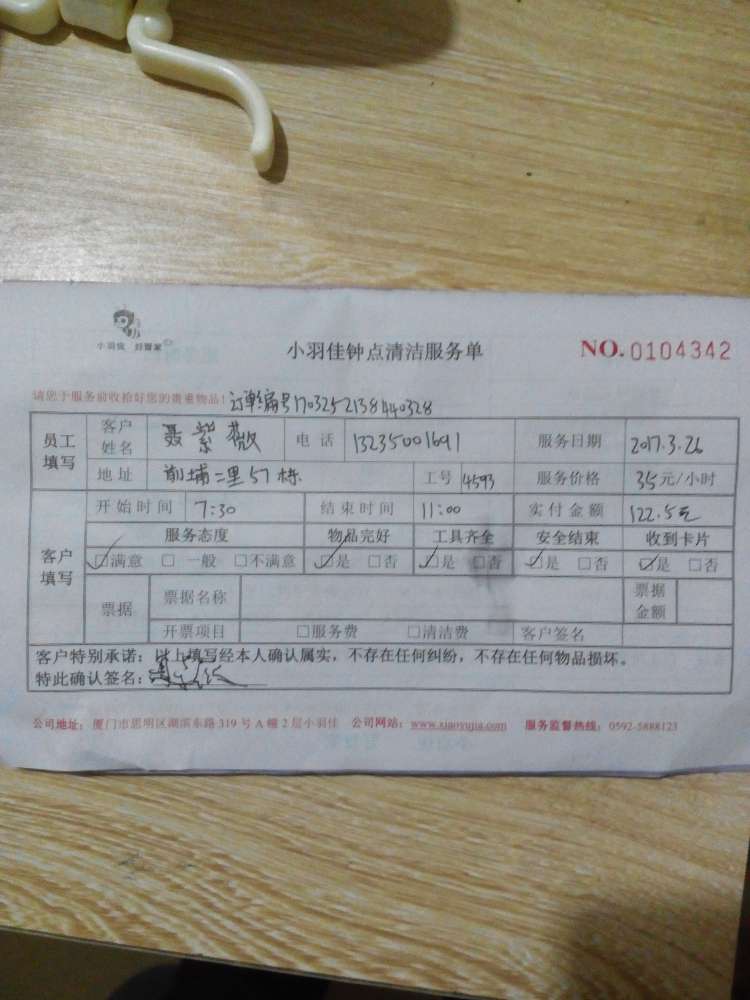 小羽佳 好管家
小羽佳钟点清洁服务单
NO.0104342
请您于服务前收拾好您的贵重物品! 订单编号1703252138440328
员工填写 客户姓名 聂紫薇 电话 13235001691 服务日期 2017.3.26
地址 前埔二里57栋 工号 4593 服务价格 35元/小时
客户填写 开始时间 7:30 结束时间 11:00 实付金额 122.5元
服务态度 物品完好 工具齐全 安全结束 收到卡片
☑满意 □一般 □不满意 ☑是 □否 ☑是 □否 ☑是 □否 ☑是 □否
票据 票据名称 票据金额
开票项目 □服务费 □清洁费 客户签名
客户特别承诺:以上填写经本人确认属实,不存在任何纠纷,不存在任何物品损坏。
特此确认签名:
公司地址:厦门市思明区湖滨东路319号A幢2层小羽佳 公司网站:www.xiaoyujia.com 服务监督热线:0592-5888123